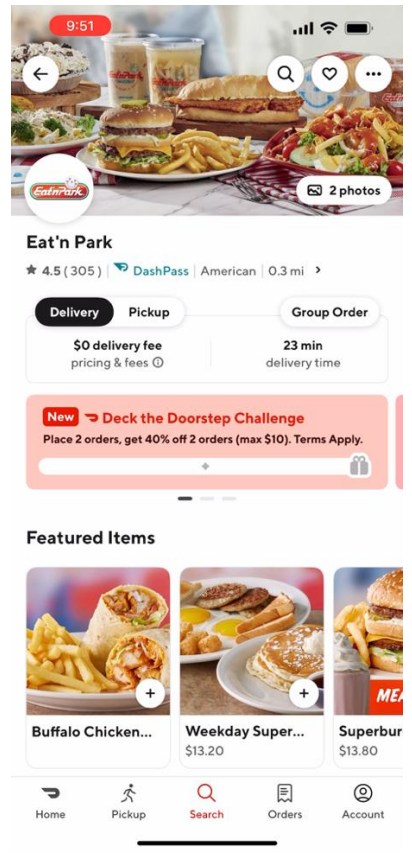 9:51
Eat'nPark
2 photos
Eat'n Park
4.5 (305) | DashPass | American | 0.3 mi >
Delivery Pickup Group Order
$0 delivery fee 23 min
pricing & fees delivery time
New Deck the Doorstep Challenge
Place 2 orders, get 40% off 2 orders (max $10). Terms Apply.
Featured Items
MEA
Buffalo Chicken... Weekday Super... Superbur
$13.20 $13.80
Home Pickup Search Orders Account